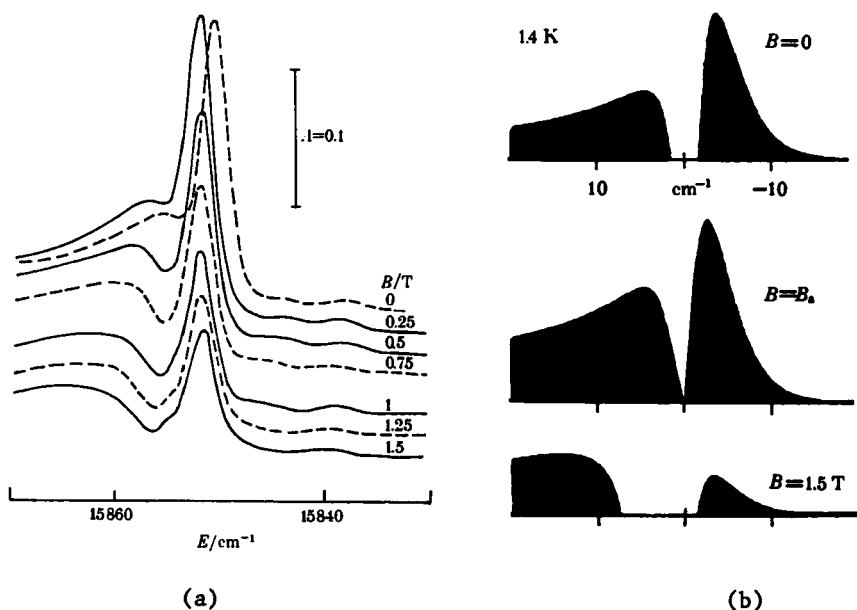 A=0.1
B/T
0
0.25
0.5
0.75
1
1.25
1.5
15860 15840
E/cm⁻¹
(a)
1.4 K
B=0
10 cm⁻¹ -10
B=Bₐ
B=1.5 T
(b)